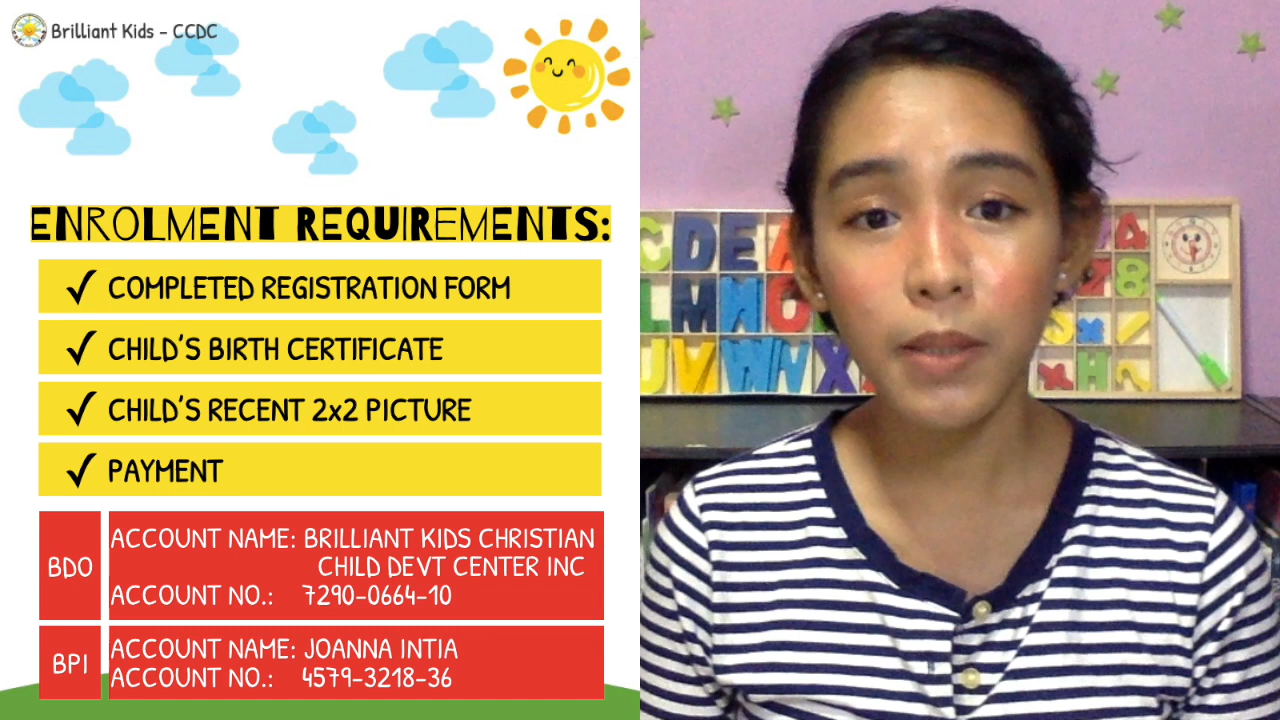 Brilliant Kids – CCDC
ENROLMENT REQUIREMENTS:
✓ COMPLETED REGISTRATION FORM
✓ CHILD'S BIRTH CERTIFICATE
✓ CHILD'S RECENT 2x2 PICTURE
✓ PAYMENT
BDO
ACCOUNT NAME: BRILLIANT KIDS CHRISTIAN
CHILD DEVT CENTER INC
ACCOUNT NO.: 7290-0664-10
BPI
ACCOUNT NAME: JOANNA INTIA
ACCOUNT NO.: 4579-3218-36
C D E
4
8
M N O
U V W X
H